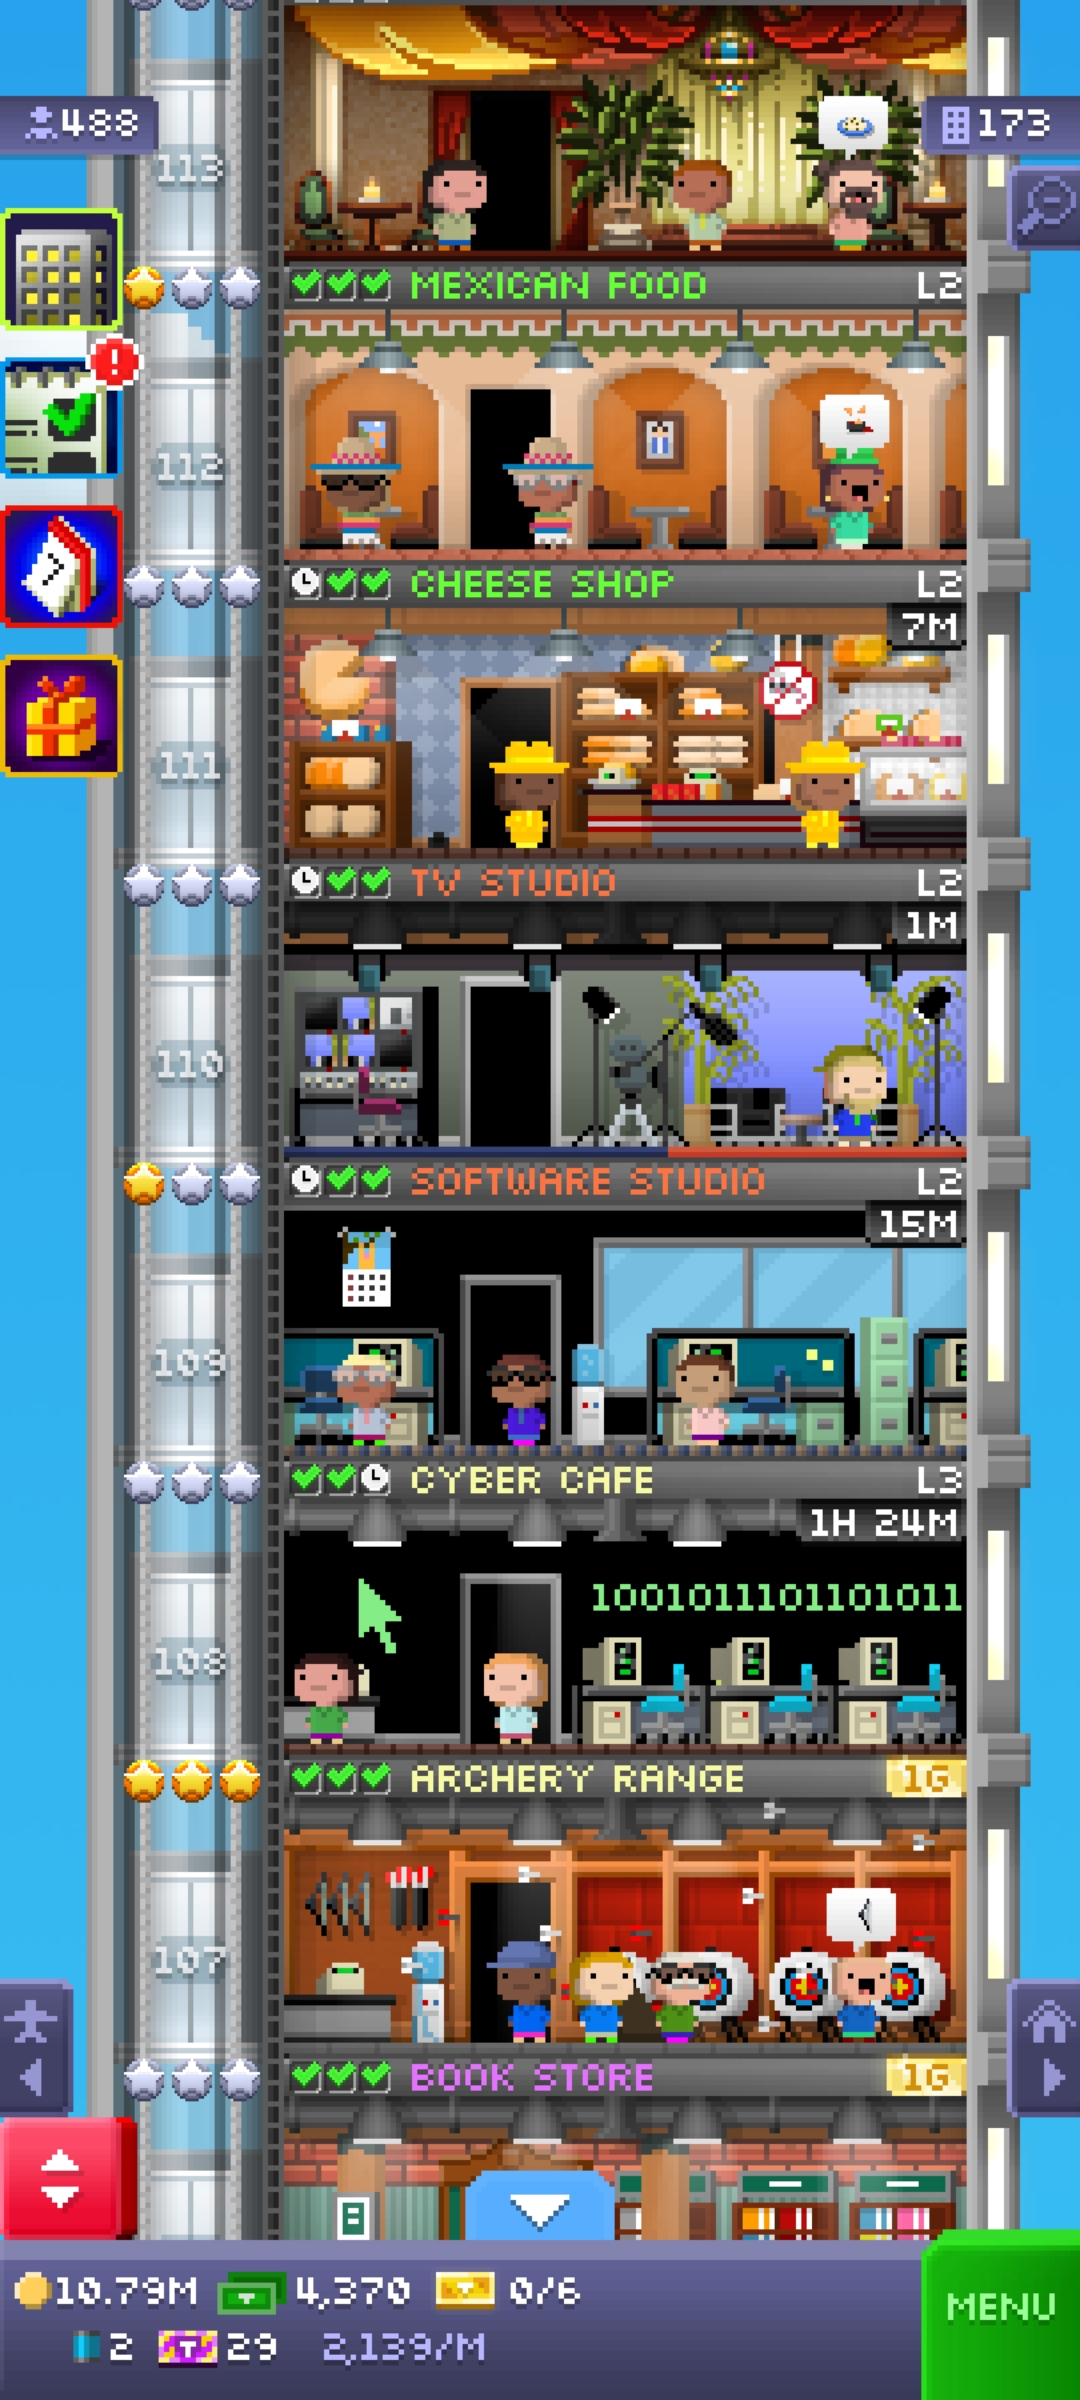 488
173
113
MEXICAN FOOD L2
112
CHEESE SHOP L2
7M
7
111
TV STUDIO L2
1M
110
SOFTWARE STUDIO L2
15M
109
CYBER CAFE L3
1H 24M
1001011101101011
108
ARCHERY RANGE 1G
107
BOOK STORE 1G
8
10.79M 4,370 0/6
2 T 29 2,139/M
MENU